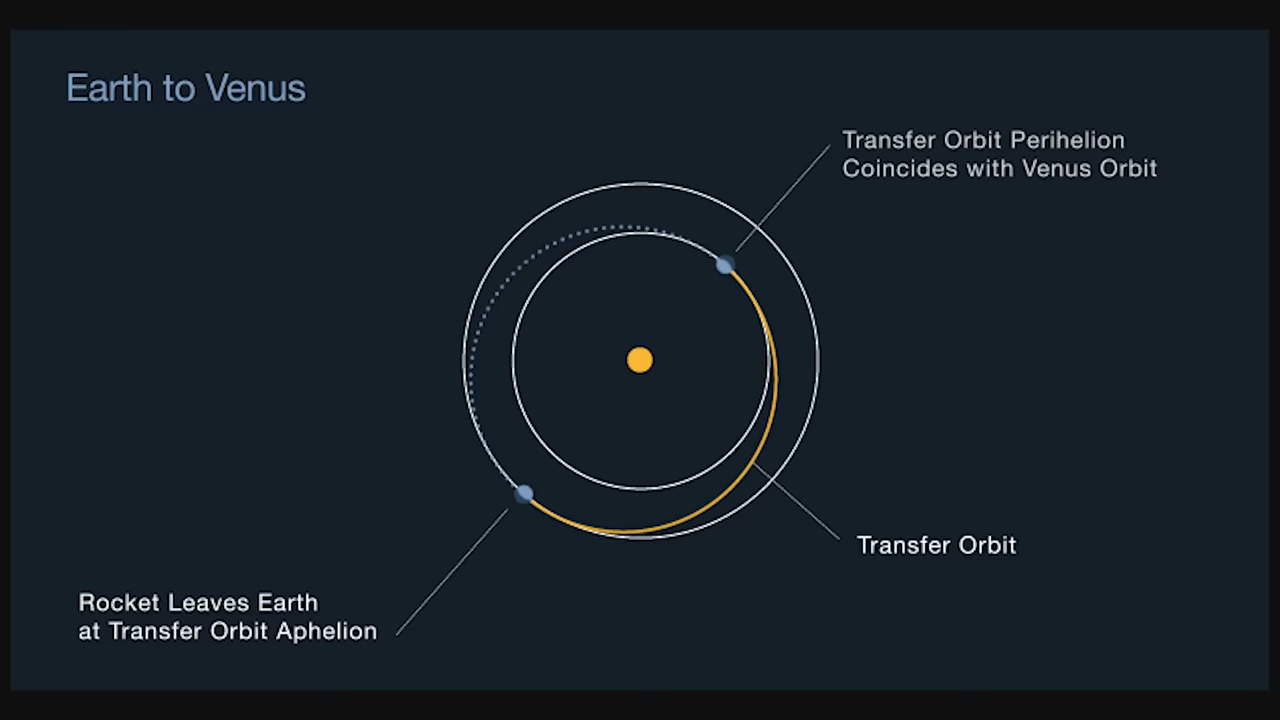 Earth to Venus
Transfer Orbit Perihelion
Coincides with Venus Orbit
Transfer Orbit
Rocket Leaves Earth
at Transfer Orbit Aphelion